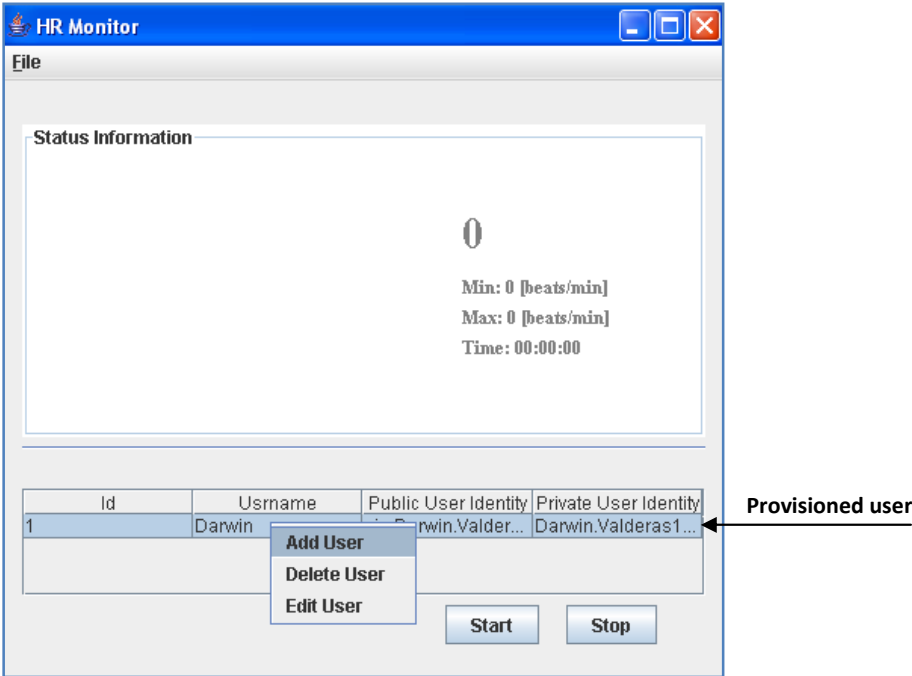 HR Monitor
File
Status Information
0
Min: 0 [beats/min]
Max: 0 [beats/min]
Time: 00:00:00
Id Usrname Public User Identity Private User Identity
1 Darwin Darwin.Valderas1...
Provisioned user
Add User
Delete User
Edit User
Start Stop